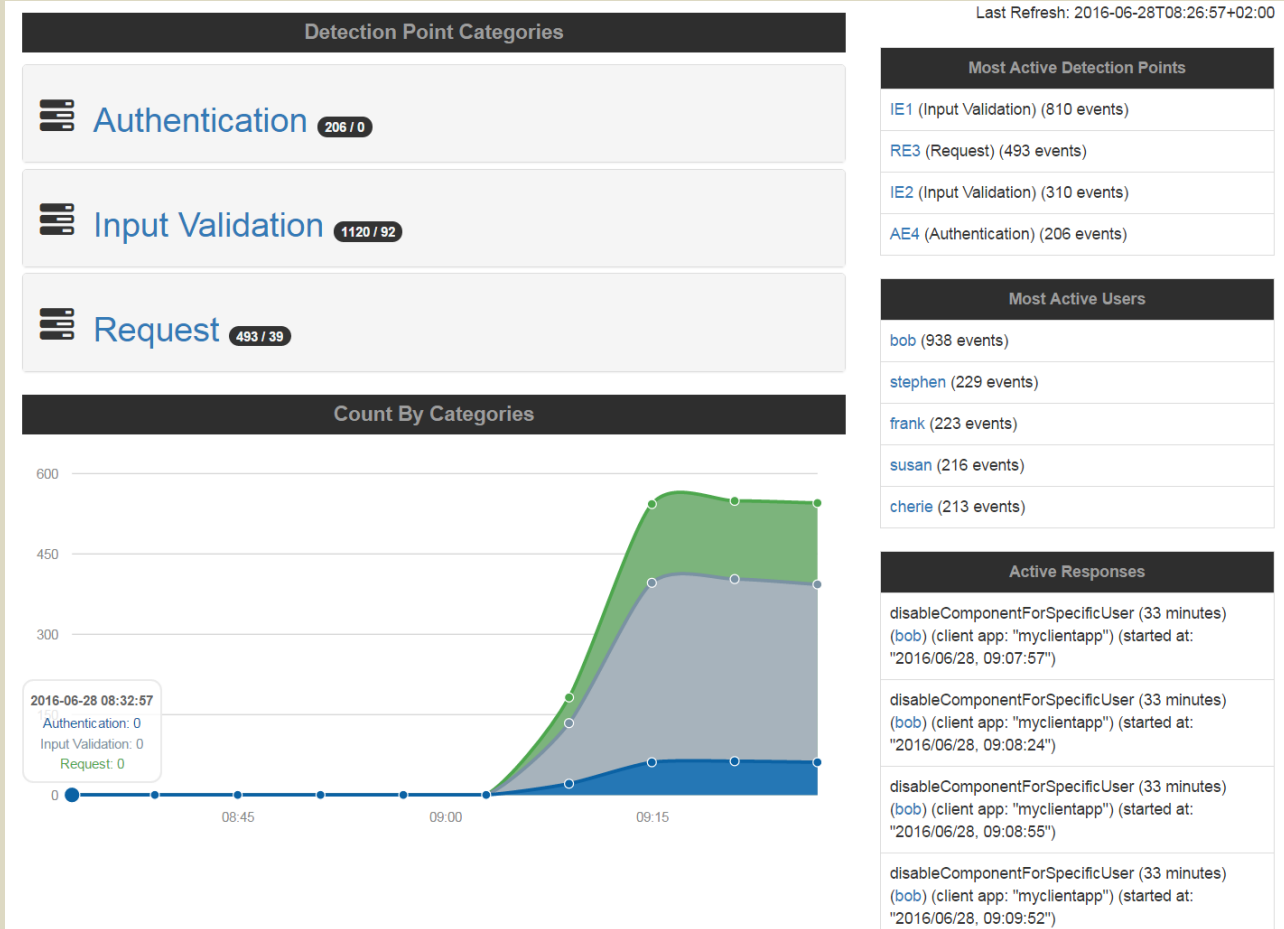 Last Refresh: 2016-06-28T08:26:57+02:00
Detection Point Categories
Authentication 206 / 0
Input Validation 1120 / 92
Request 493 / 39
Count By Categories
600
450
300
150
0
2016-06-28 08:32:57
Authentication: 0
Input Validation: 0
Request: 0
08:45
09:00
09:15
Most Active Detection Points
IE1 (Input Validation) (810 events)
RE3 (Request) (493 events)
IE2 (Input Validation) (310 events)
AE4 (Authentication) (206 events)
Most Active Users
bob (938 events)
stephen (229 events)
frank (223 events)
susan (216 events)
cherie (213 events)
Active Responses
disableComponentForSpecificUser (33 minutes)
(bob) (client app: "myclientapp") (started at:
"2016/06/28, 09:07:57")
disableComponentForSpecificUser (33 minutes)
(bob) (client app: "myclientapp") (started at:
"2016/06/28, 09:08:24")
disableComponentForSpecificUser (33 minutes)
(bob) (client app: "myclientapp") (started at:
"2016/06/28, 09:08:55")
disableComponentForSpecificUser (33 minutes)
(bob) (client app: "myclientapp") (started at:
"2016/06/28, 09:09:52")